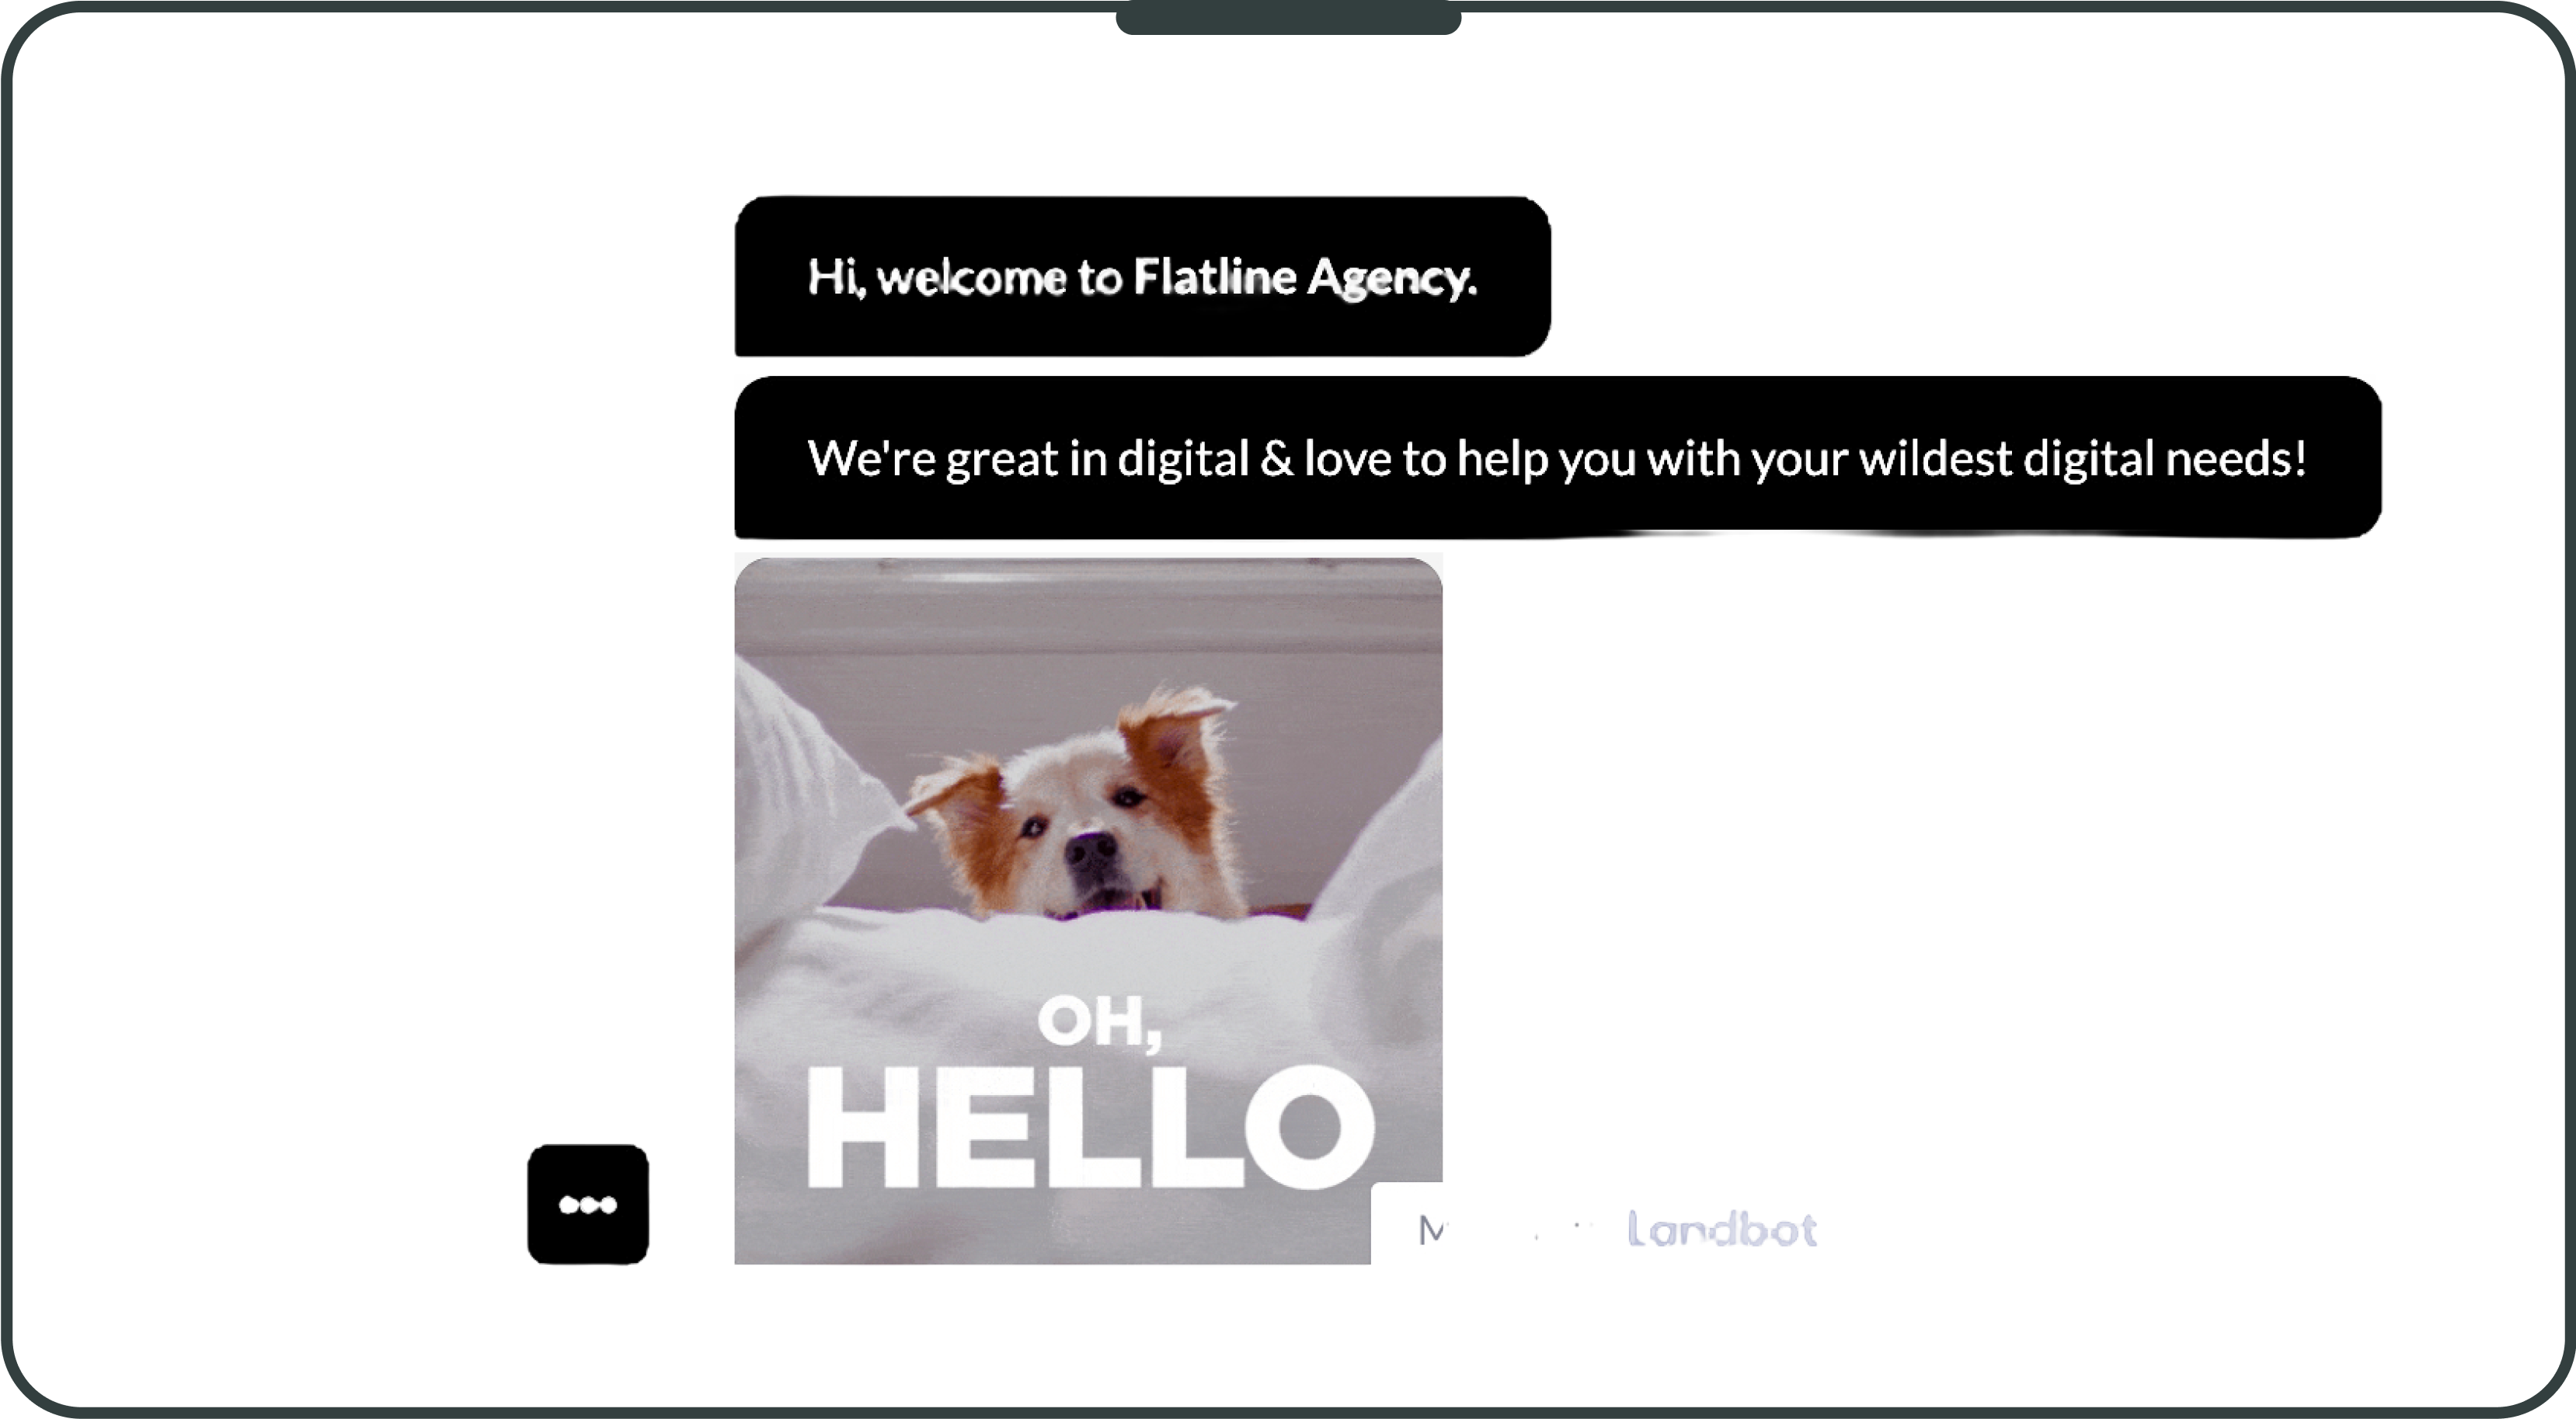 Hi, welcome to Flatline Agency.
We're great in digital & love to help you with your wildest digital needs!
OH,
HELLO
Landbot